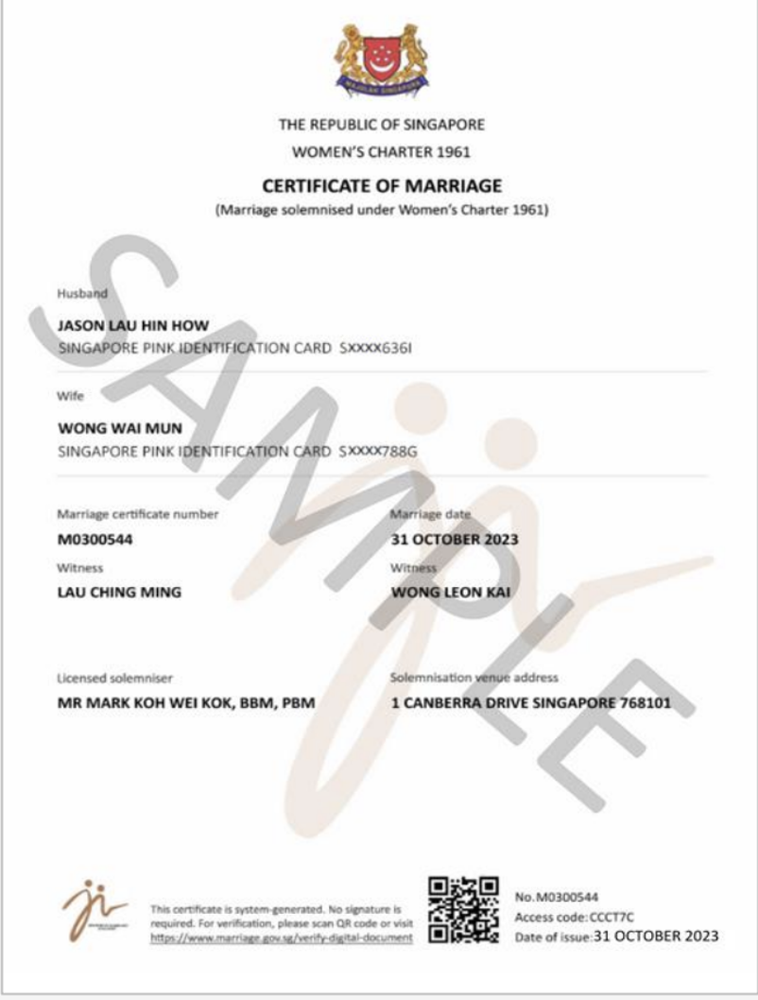 MAJULAH SINGAPURA
THE REPUBLIC OF SINGAPORE
WOMEN'S CHARTER 1961
CERTIFICATE OF MARRIAGE
(Marriage solemnised under Women's Charter 1961)
SAMPLE
Husband
JASON LAU HIN HOW
SINGAPORE PINK IDENTIFICATION CARD SXXXX636I
Wife
WONG WAI MUN
SINGAPORE PINK IDENTIFICATION CARD SXXXX788G
Marriage certificate number
M0300544
Marriage date
31 OCTOBER 2023
Witness
LAU CHING MING
Witness
WONG LEON KAI
Licensed solemniser
MR MARK KOH WEI KOK, BBM, PBM
Solemnisation venue address
1 CANBERRA DRIVE SINGAPORE 768101
This certificate is system-generated. No signature is
required. For verification, please scan QR code or visit
https://www.marriage.gov.sg/verify-digital-document
No.M0300544
Access code:CCCT7C
Date of issue:31 OCTOBER 2023